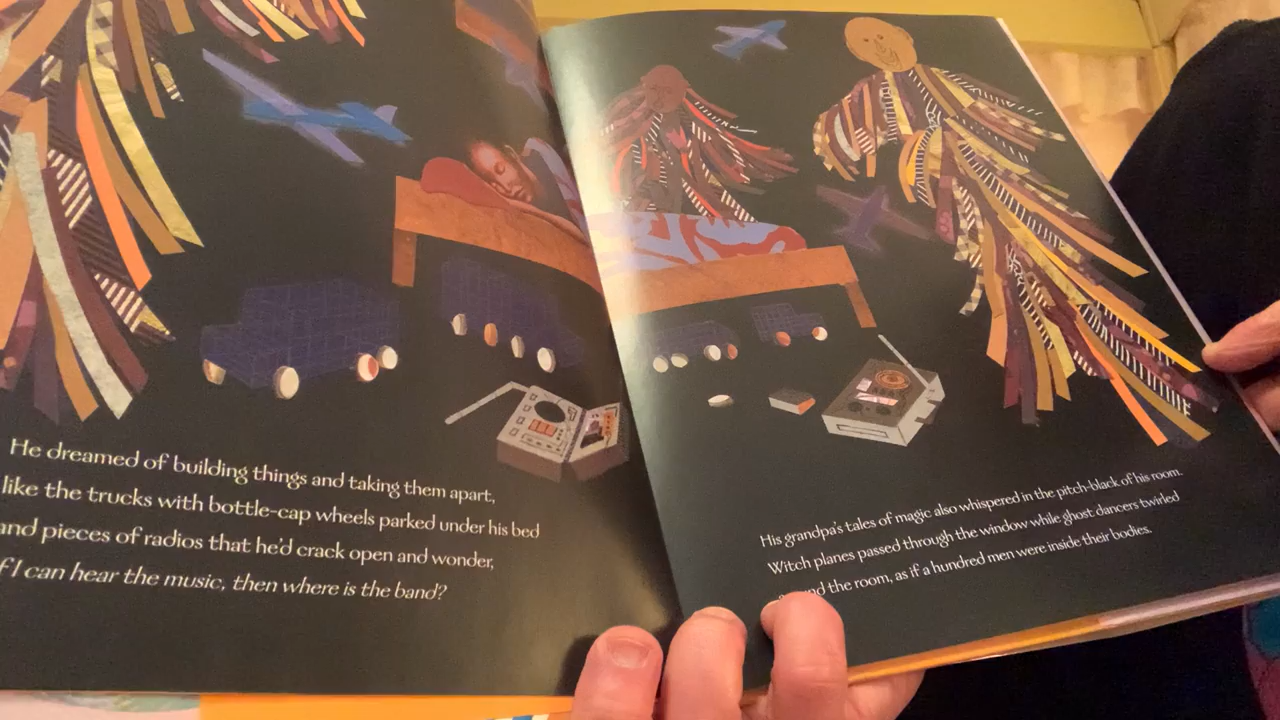 He dreamed of building things and taking them apart,
like the trucks with bottle-cap wheels parked under his bed
and pieces of radios that he'd crack open and wonder,
If I can hear the music, then where is the band?
His grandpa's tales of magic also whispered in the pitch-black of his room.
Witch planes passed through the window while ghost dancers twirled
the room, as if a hundred men were inside their bodies.